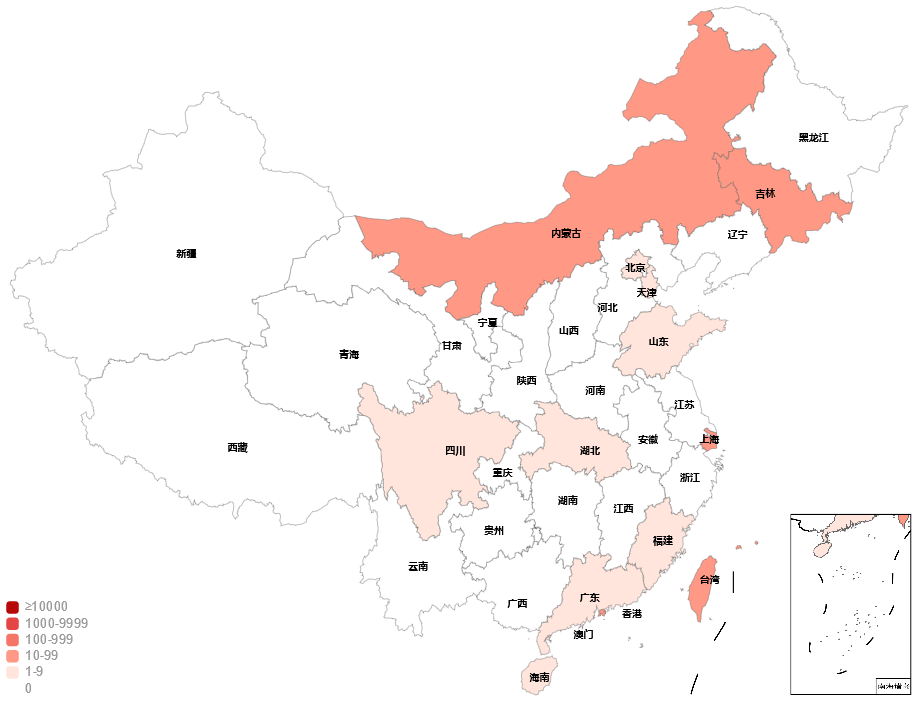 黑龙江
吉林
辽宁
内蒙古
新疆
北京
天津
河北
宁夏
山西
山东
甘肃
青海
陕西
河南
江苏
上海
安徽
西藏
四川
湖北
重庆
浙江
湖南
江西
贵州
福建
云南
台湾
广西
广东
香港
澳门
海南
≥10000
1000-9999
100-999
10-99
1-9
0
南海诸岛